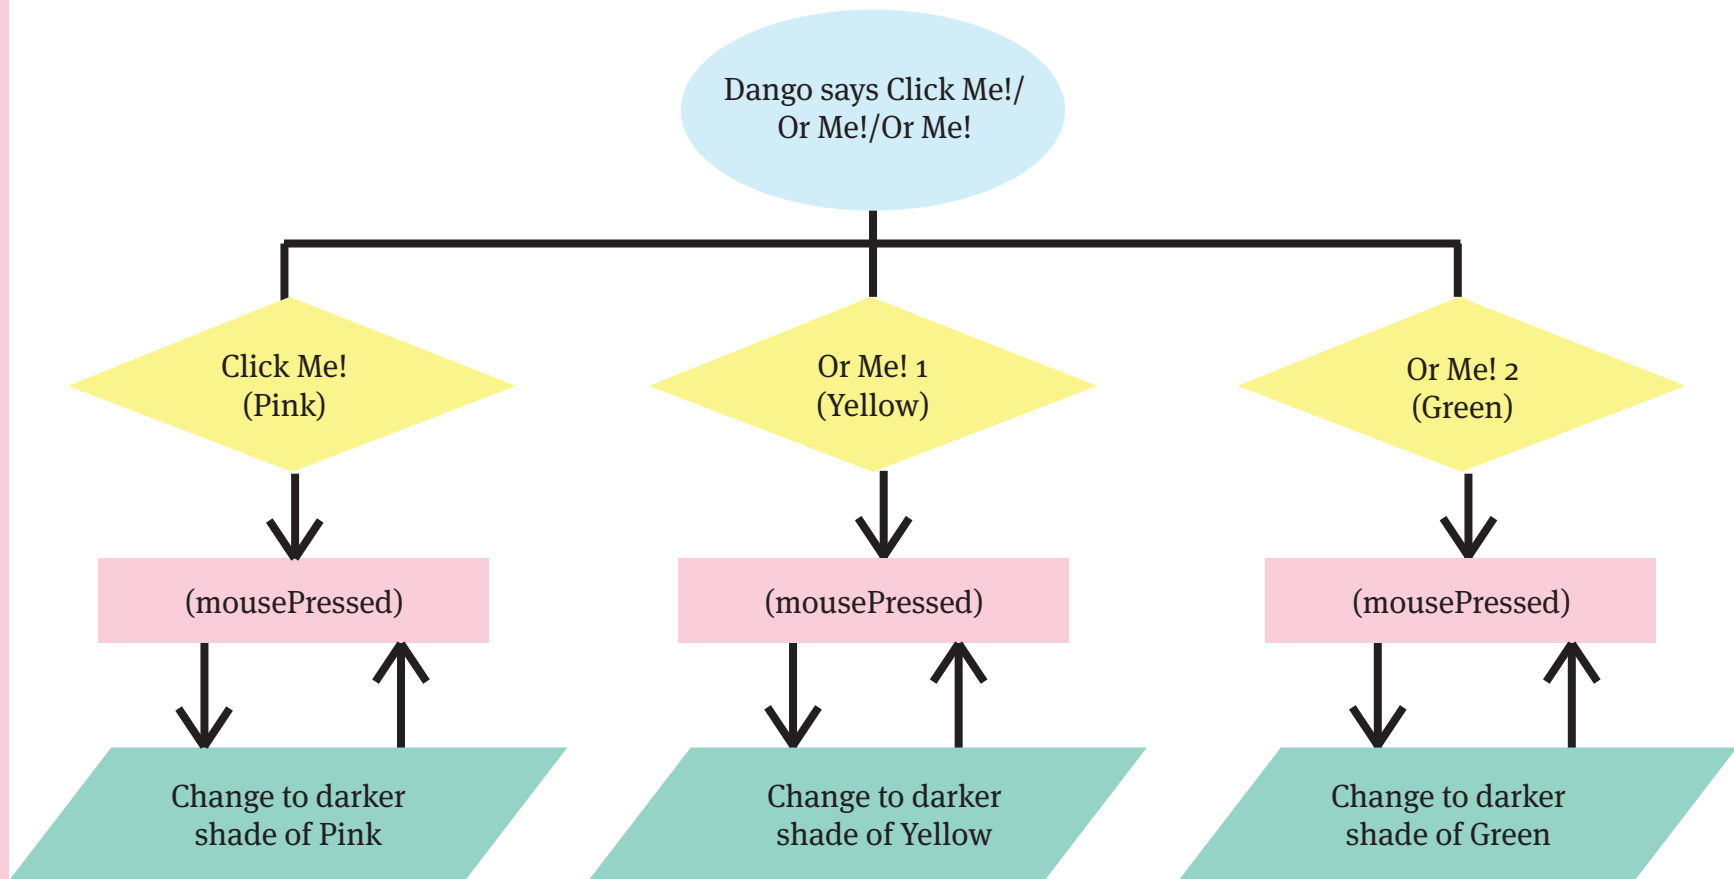 Dango says Click Me!/
Or Me!/Or Me!
Click Me!
(Pink)
Or Me! 1
(Yellow)
Or Me! 2
(Green)
(mousePressed)
(mousePressed)
(mousePressed)
Change to darker
shade of Pink
Change to darker
shade of Yellow
Change to darker
shade of Green